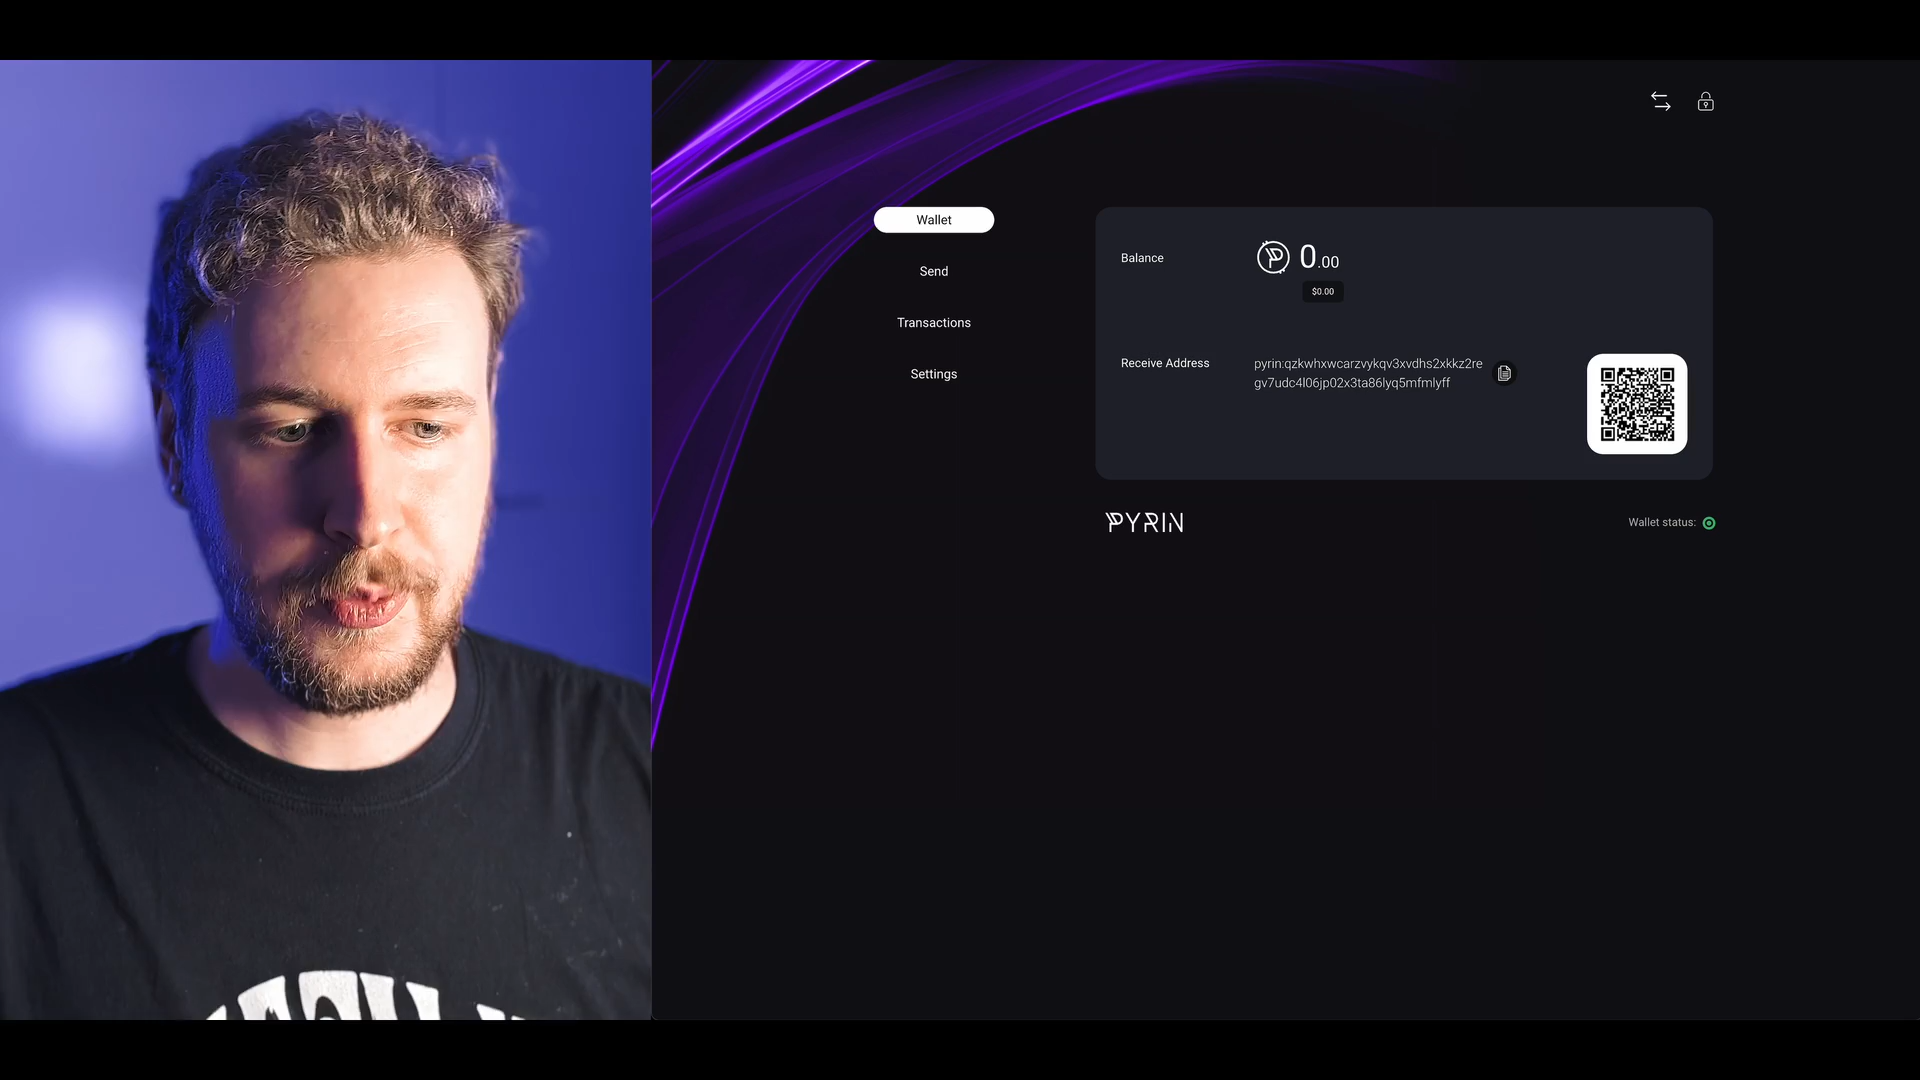 Wallet
Send
Transactions
Settings
Balance
0.00
$0.00
Receive Address
pyrin:qzkwhxwcarzvykqv3xvdhs2xkkz2re
gv7udc4l06jp02x3ta86lyq5mfmlyff
PYRIN
Wallet status: